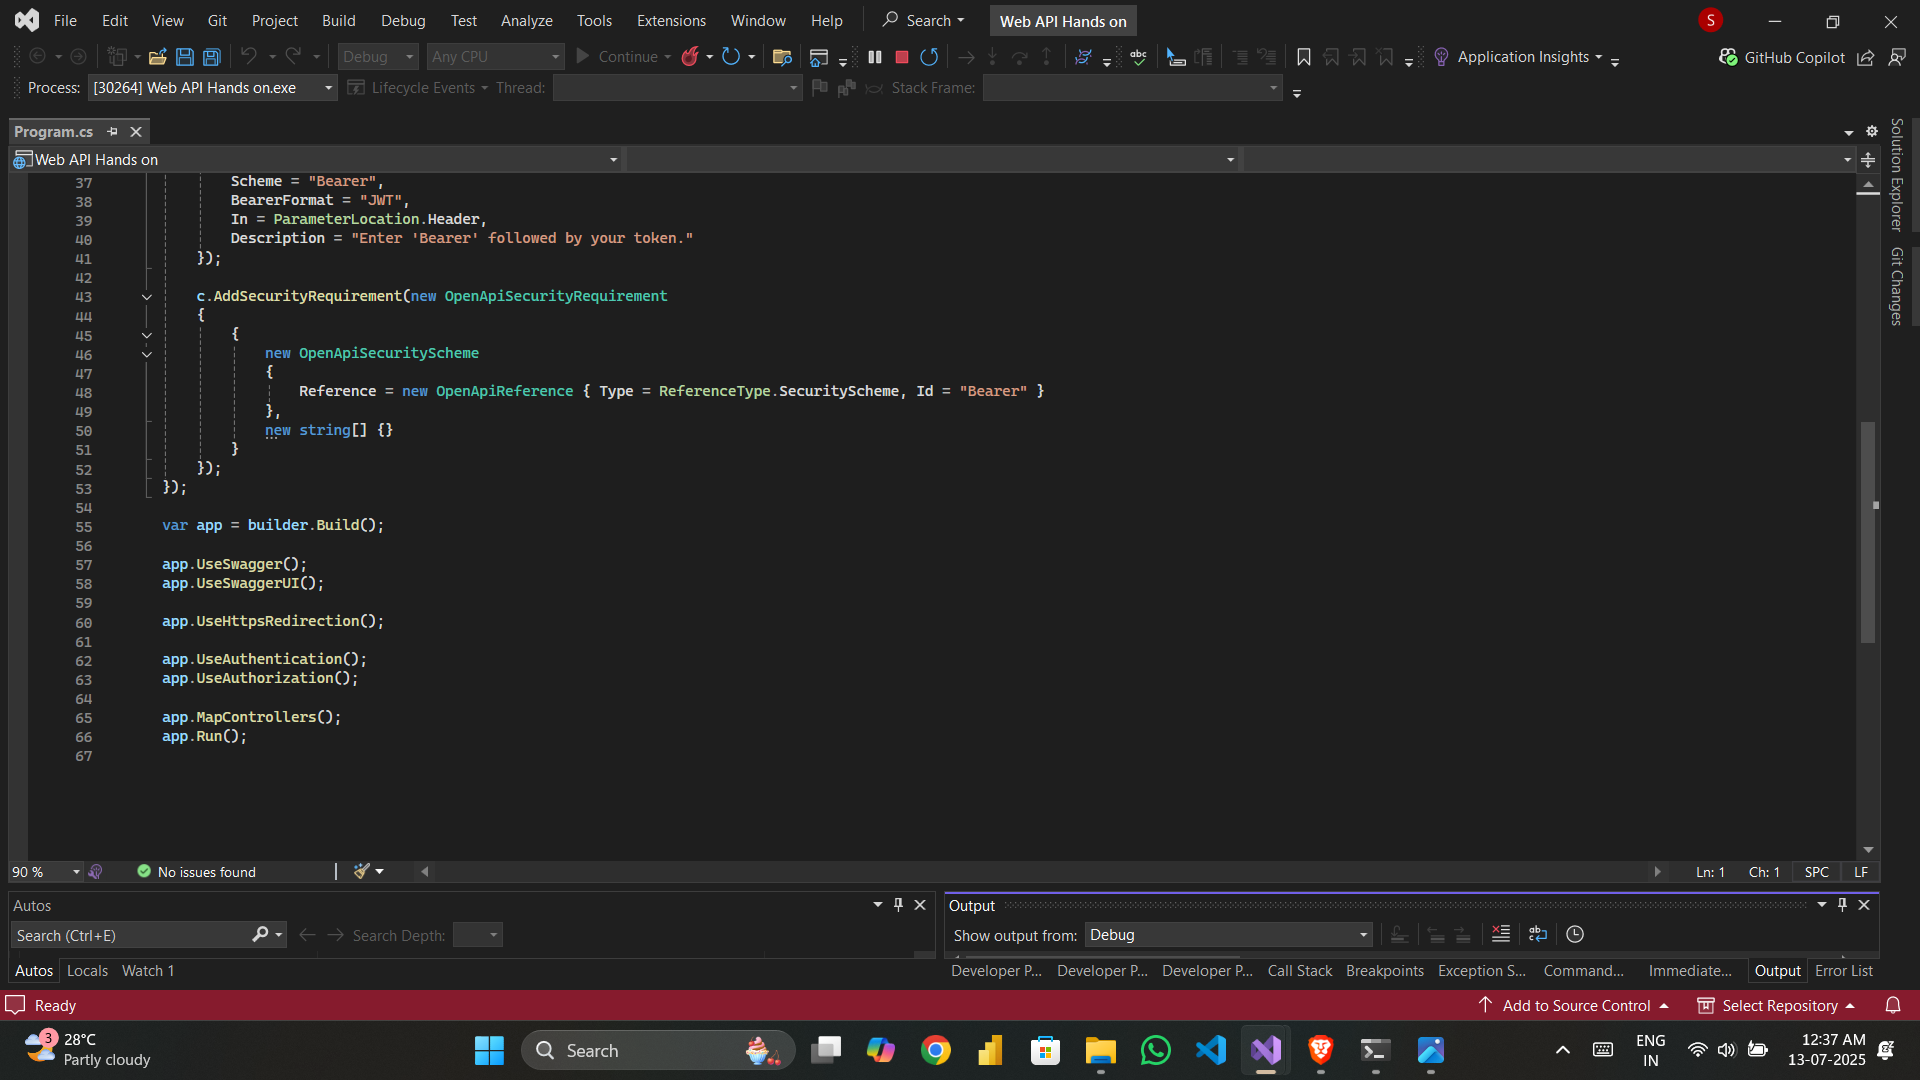 File Edit View Git Project Build Debug Test Analyze Tools Extensions Window Help Search Web API Hands on S
Debug Any CPU Continue Application Insights GitHub Copilot
Process: [30264] Web API Hands on.exe Lifecycle Events Thread: Stack Frame:
Program.cs
Web API Hands on
37 Scheme = "Bearer",
38 BearerFormat = "JWT",
39 In = ParameterLocation.Header,
40 Description = "Enter 'Bearer' followed by your token."
41 });
42
43 c.AddSecurityRequirement(new OpenApiSecurityRequirement
44 {
45 {
46 new OpenApiSecurityScheme
47 {
48 Reference = new OpenApiReference { Type = ReferenceType.SecurityScheme, Id = "Bearer" }
49 },
50 new string[] {}
51 }
52 });
53 });
54
55 var app = builder.Build();
56
57 app.UseSwagger();
58 app.UseSwaggerUI();
59
60 app.UseHttpsRedirection();
61
62 app.UseAuthentication();
63 app.UseAuthorization();
64
65 app.MapControllers();
66 app.Run();
67
Solution Explorer
Git Changes
90 % No issues found Ln: 1 Ch: 1 SPC LF
Autos
Search (Ctrl+E) Search Depth:
Autos Locals Watch 1
Output
Show output from: Debug
Developer P... Developer P... Developer P... Call Stack Breakpoints Exception S... Command... Immediate... Output Error List
Ready Add to Source Control Select Repository
3 28°C
Partly cloudy
Search
ENG
IN
12:37 AM
13-07-2025